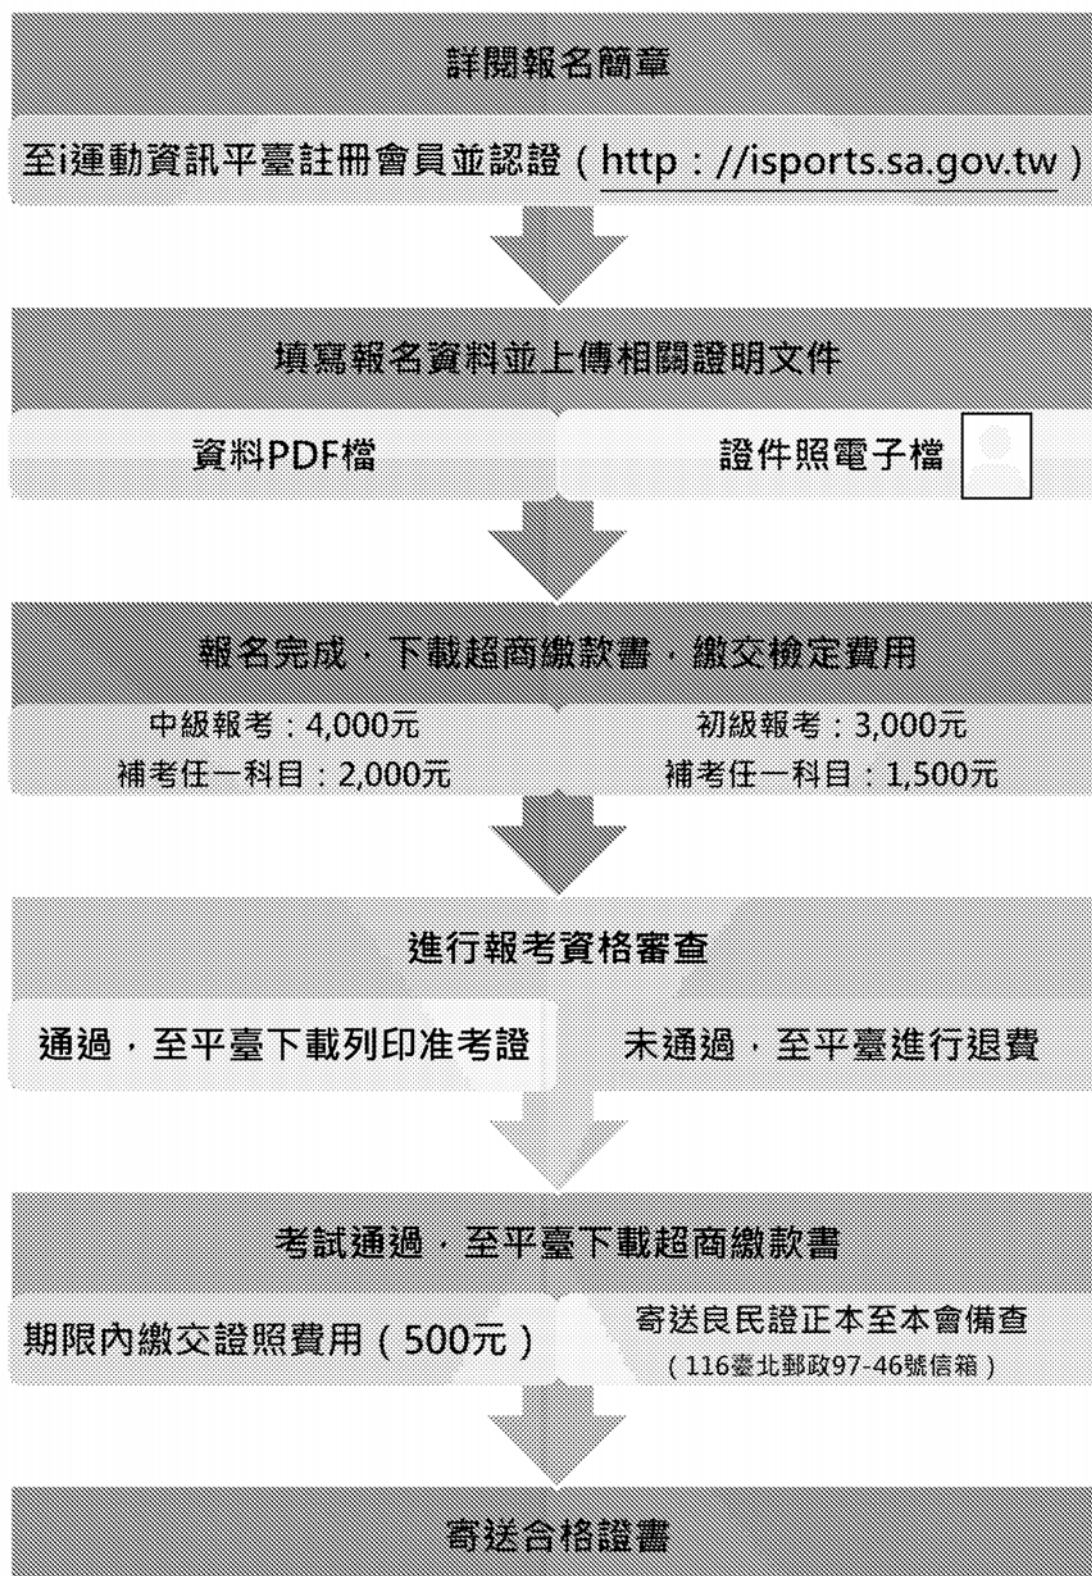 詳閱報名簡章
至i運動資訊平臺註冊會員並認證（http：//isports.sa.gov.tw）
填寫報名資料並上傳相關證明文件
資料PDF檔
證件照電子檔
報名完成，下載超商繳款書，繳交檢定費用
中級報考：4,000元
補考任一科目：2,000元
初級報考：3,000元
補考任一科目：1,500元
進行報考資格審查
通過，至平臺下載列印准考證
未通過，至平臺進行退費
考試通過，至平臺下載超商繳款書
期限內繳交證照費用（500元）
寄送良民證正本至本會備查
（116臺北郵政97-46號信箱）
寄送合格證書